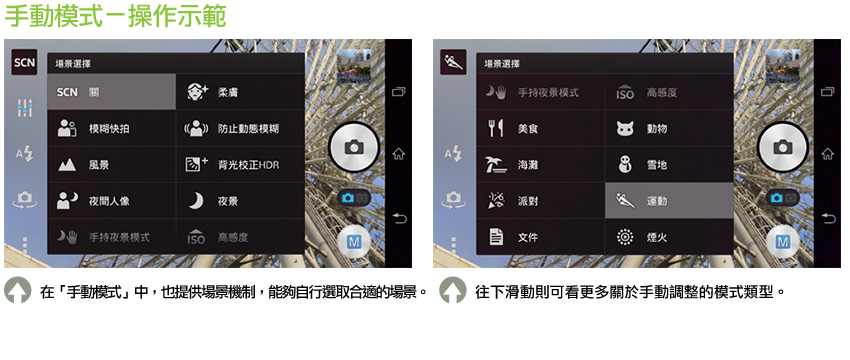 手動模式－操作示範
SCN
場景選擇
SCN 關
柔膚
模糊快拍
防止動態模糊
風景
背光校正HDR
夜間人像
夜景
手持夜景模式
ISO 高感度
A
M
場景選擇
手持夜景模式
ISO 高感度
美食
動物
海灘
雪地
派對
運動
文件
煙火
A
M
在「手動模式」中，也提供場景機制，能夠自行選取合適的場景。
往下滑動則可看更多關於手動調整的模式類型。